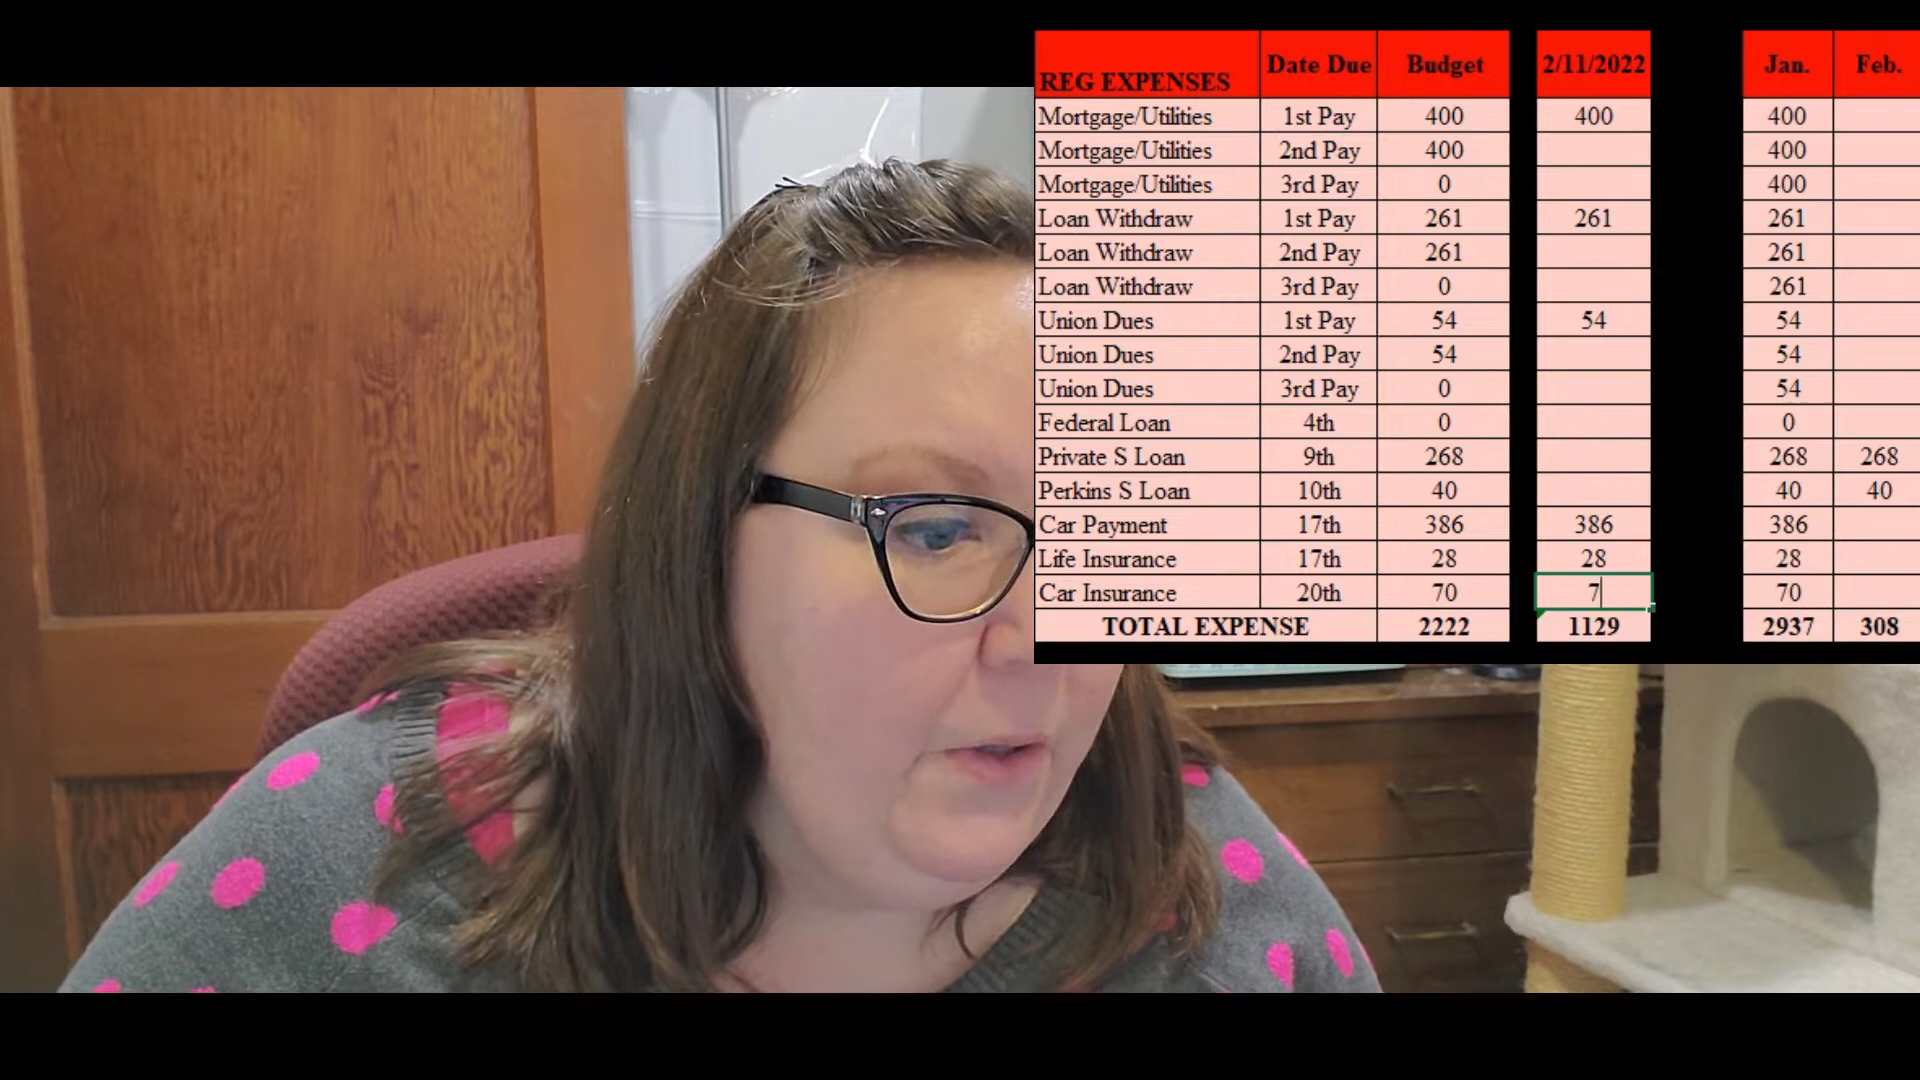 REG EXPENSES Date Due Budget 2/11/2022 Jan. Feb.
Mortgage/Utilities 1st Pay 400 400 400
Mortgage/Utilities 2nd Pay 400 400
Mortgage/Utilities 3rd Pay 0 400
Loan Withdraw 1st Pay 261 261 261
Loan Withdraw 2nd Pay 261 261
Loan Withdraw 3rd Pay 0 261
Union Dues 1st Pay 54 54 54
Union Dues 2nd Pay 54 54
Union Dues 3rd Pay 0 54
Federal Loan 4th 0 0
Private S Loan 9th 268 268 268
Perkins S Loan 10th 40 40 40
Car Payment 17th 386 386 386
Life Insurance 17th 28 28 28
Car Insurance 20th 70 7 70
TOTAL EXPENSE 2222 1129 2937 308